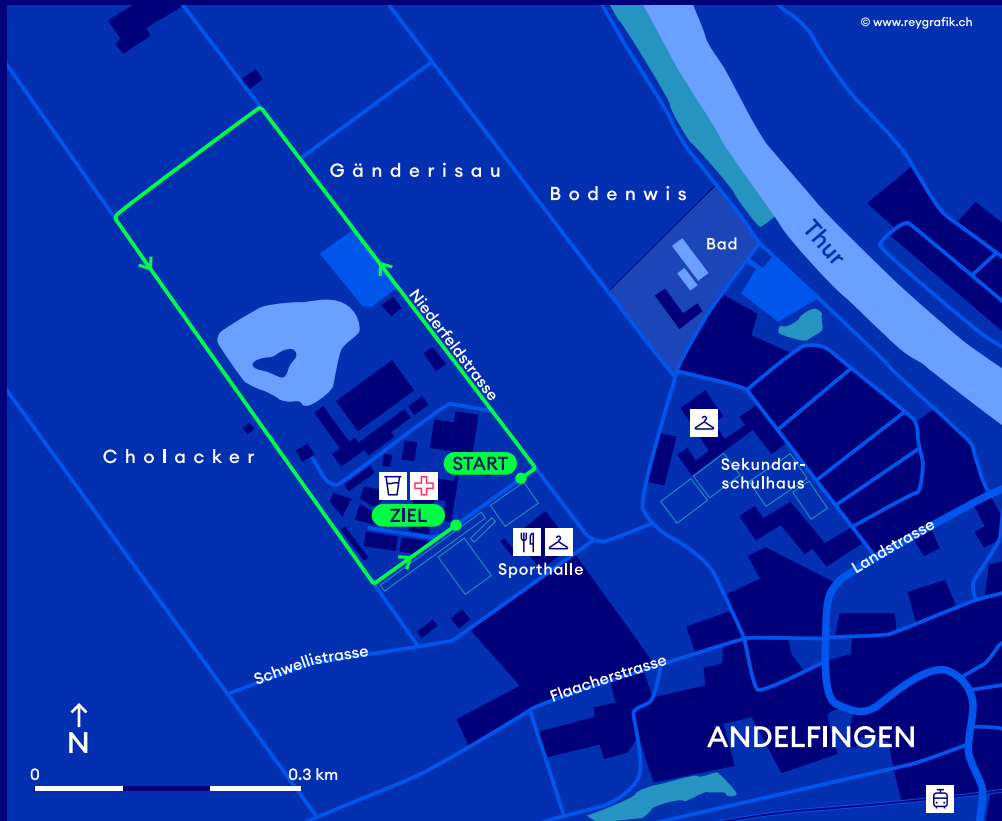 © www.reygrafik.ch
Gänderisau
Bodenwis
Bad
Thur
Niederfeldstrasse
Cholacker
START
ZIEL
Sekundar-
schulhaus
Sporthalle
Landstrasse
Schwellistrasse
Flaacherstrasse
ANDELFINGEN
N
0
0.3 km